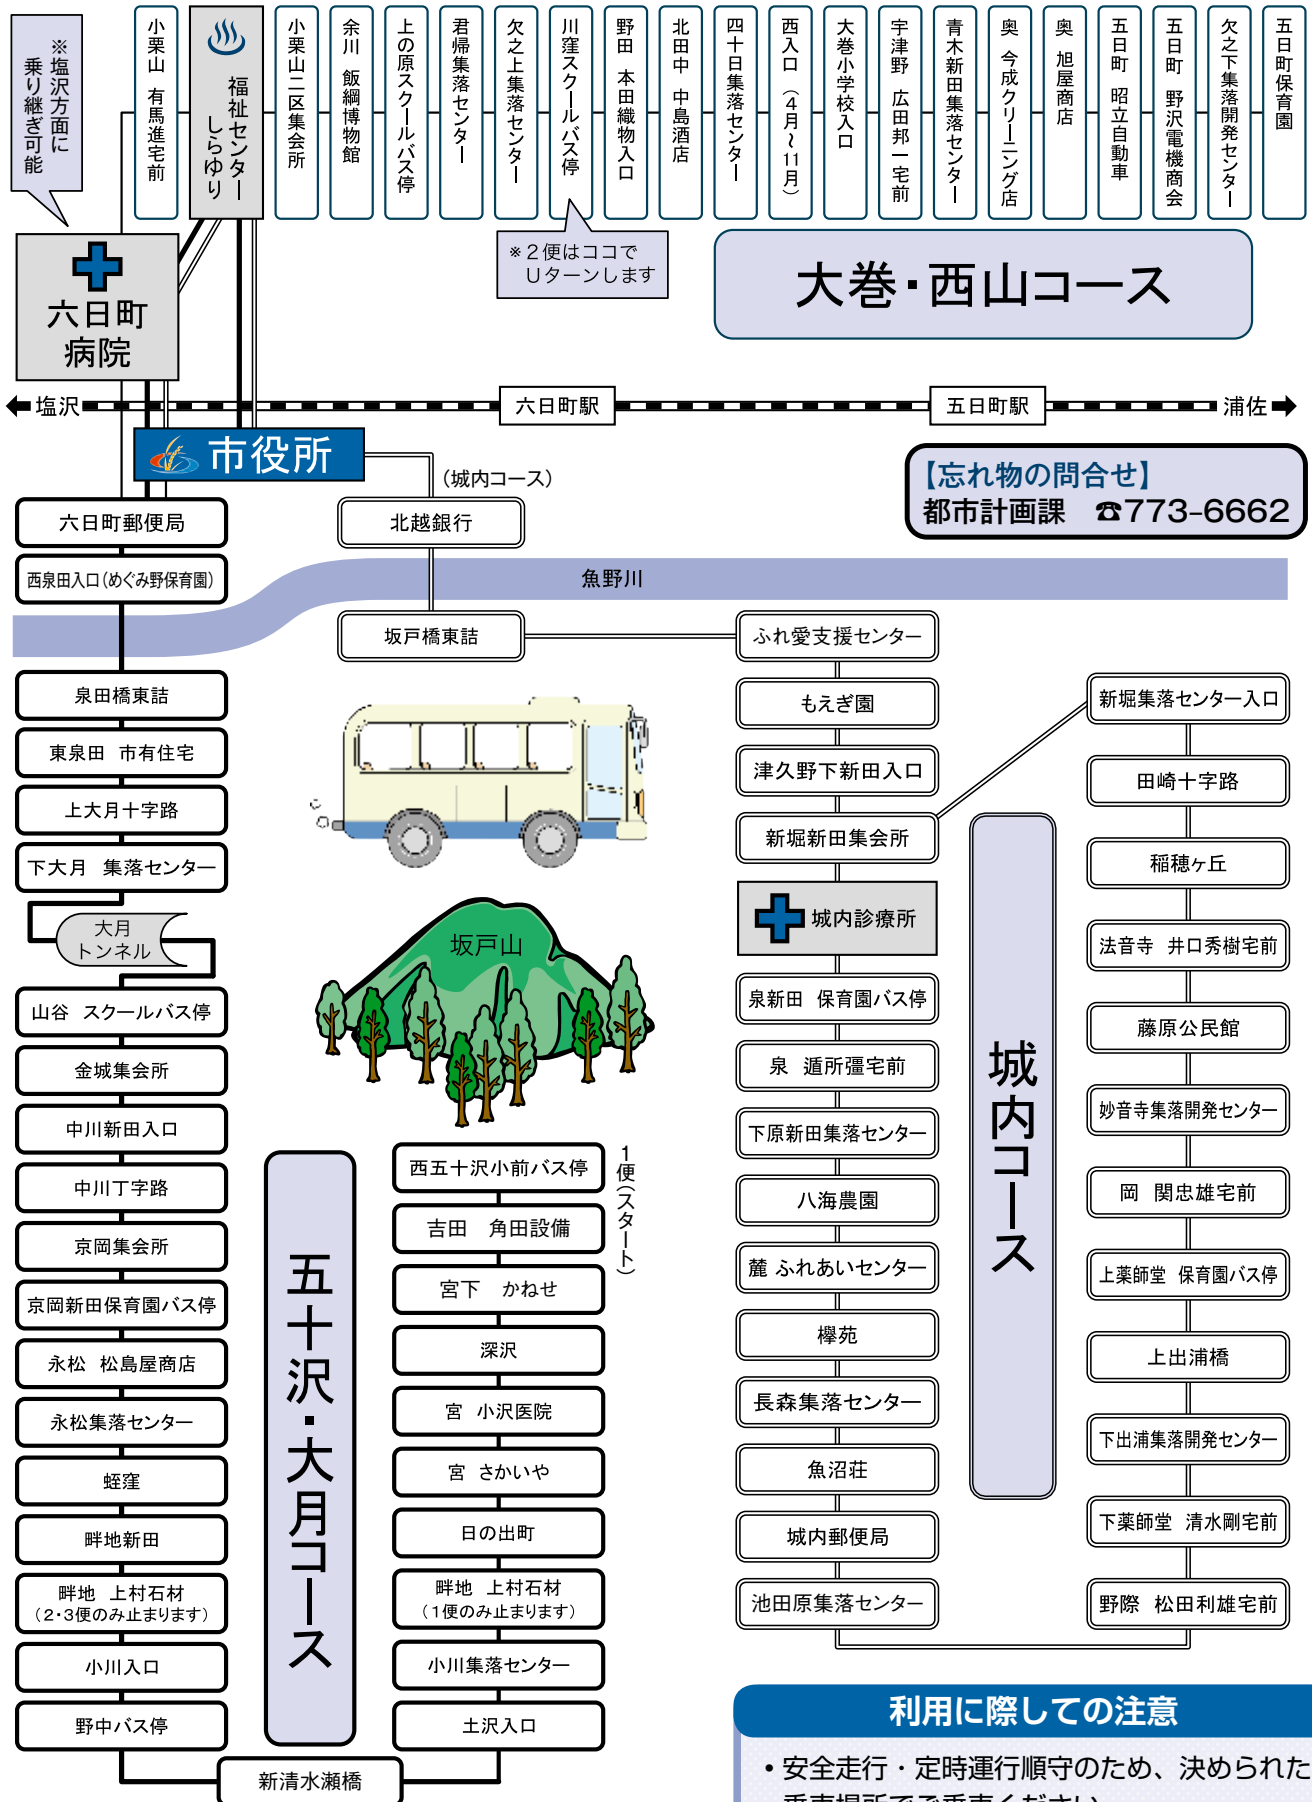 ※塩沢方面に
乗り継ぎ可能
小栗山 有馬進宅前
福祉センター
しらゆり
小栗山二区集会所
余川 飯綱博物館
上の原スクールバス停
君帰集落センター
欠之上集落センター
川窪スクールバス停
野田 本田織物入口
北田中 中島酒店
四十日集落センター
西入口（4月～11月）
大巻小学校入口
宇津野 広田邦一宅前
青木新田集落センター
奥 今成クリーニング店
奥 旭屋商店
五日町 昭立自動車
五日町 野沢電機商会
欠之下集落開発センター
五日町保育園
※2便はココで
Uターンします
大巻・西山コース
六日町
病院
塩沢
六日町駅
五日町駅
浦佐
市役所
（城内コース）
【忘れ物の問合せ】
都市計画課 ☎773-6662
六日町郵便局
北越銀行
西泉田入口（めぐみ野保育園）
魚野川
坂戸橋東詰
ふれ愛支援センター
泉田橋東詰
東泉田 市有住宅
上大月十字路
下大月 集落センター
大月
トンネル
山谷 スクールバス停
金城集会所
中川新田入口
中川丁字路
京岡集会所
京岡新田保育園バス停
永松 松島屋商店
永松集落センター
蛭窪
畔地新田
畔地 上村石材
（2・3便のみ止まります）
小川入口
野中バス停
新清水瀬橋
坂戸山
五十沢・大月コース
1便（スタート）
西五十沢小前バス停
吉田 角田設備
宮下 かねせ
深沢
宮 小沢医院
宮 さかいや
日の出町
畔地 上村石材
（1便のみ止まります）
小川集落センター
土沢入口
もえぎ園
津久野下新田入口
新堀新田集会所
城内診療所
泉新田 保育園バス停
泉 遁所彊宅前
下原新田集落センター
八海農園
麓 ふれあいセンター
欅苑
長森集落センター
魚沼荘
城内郵便局
池田原集落センター
城内コース
新堀集落センター入口
田崎十字路
稲穂ヶ丘
法音寺 井口秀樹宅前
藤原公民館
妙音寺集落開発センター
岡 関忠雄宅前
上薬師堂 保育園バス停
上出浦橋
下出浦集落開発センター
下薬師堂 清水剛宅前
野際 松田利雄宅前
利用に際しての注意
・安全走行・定時運行順守のため、決められた